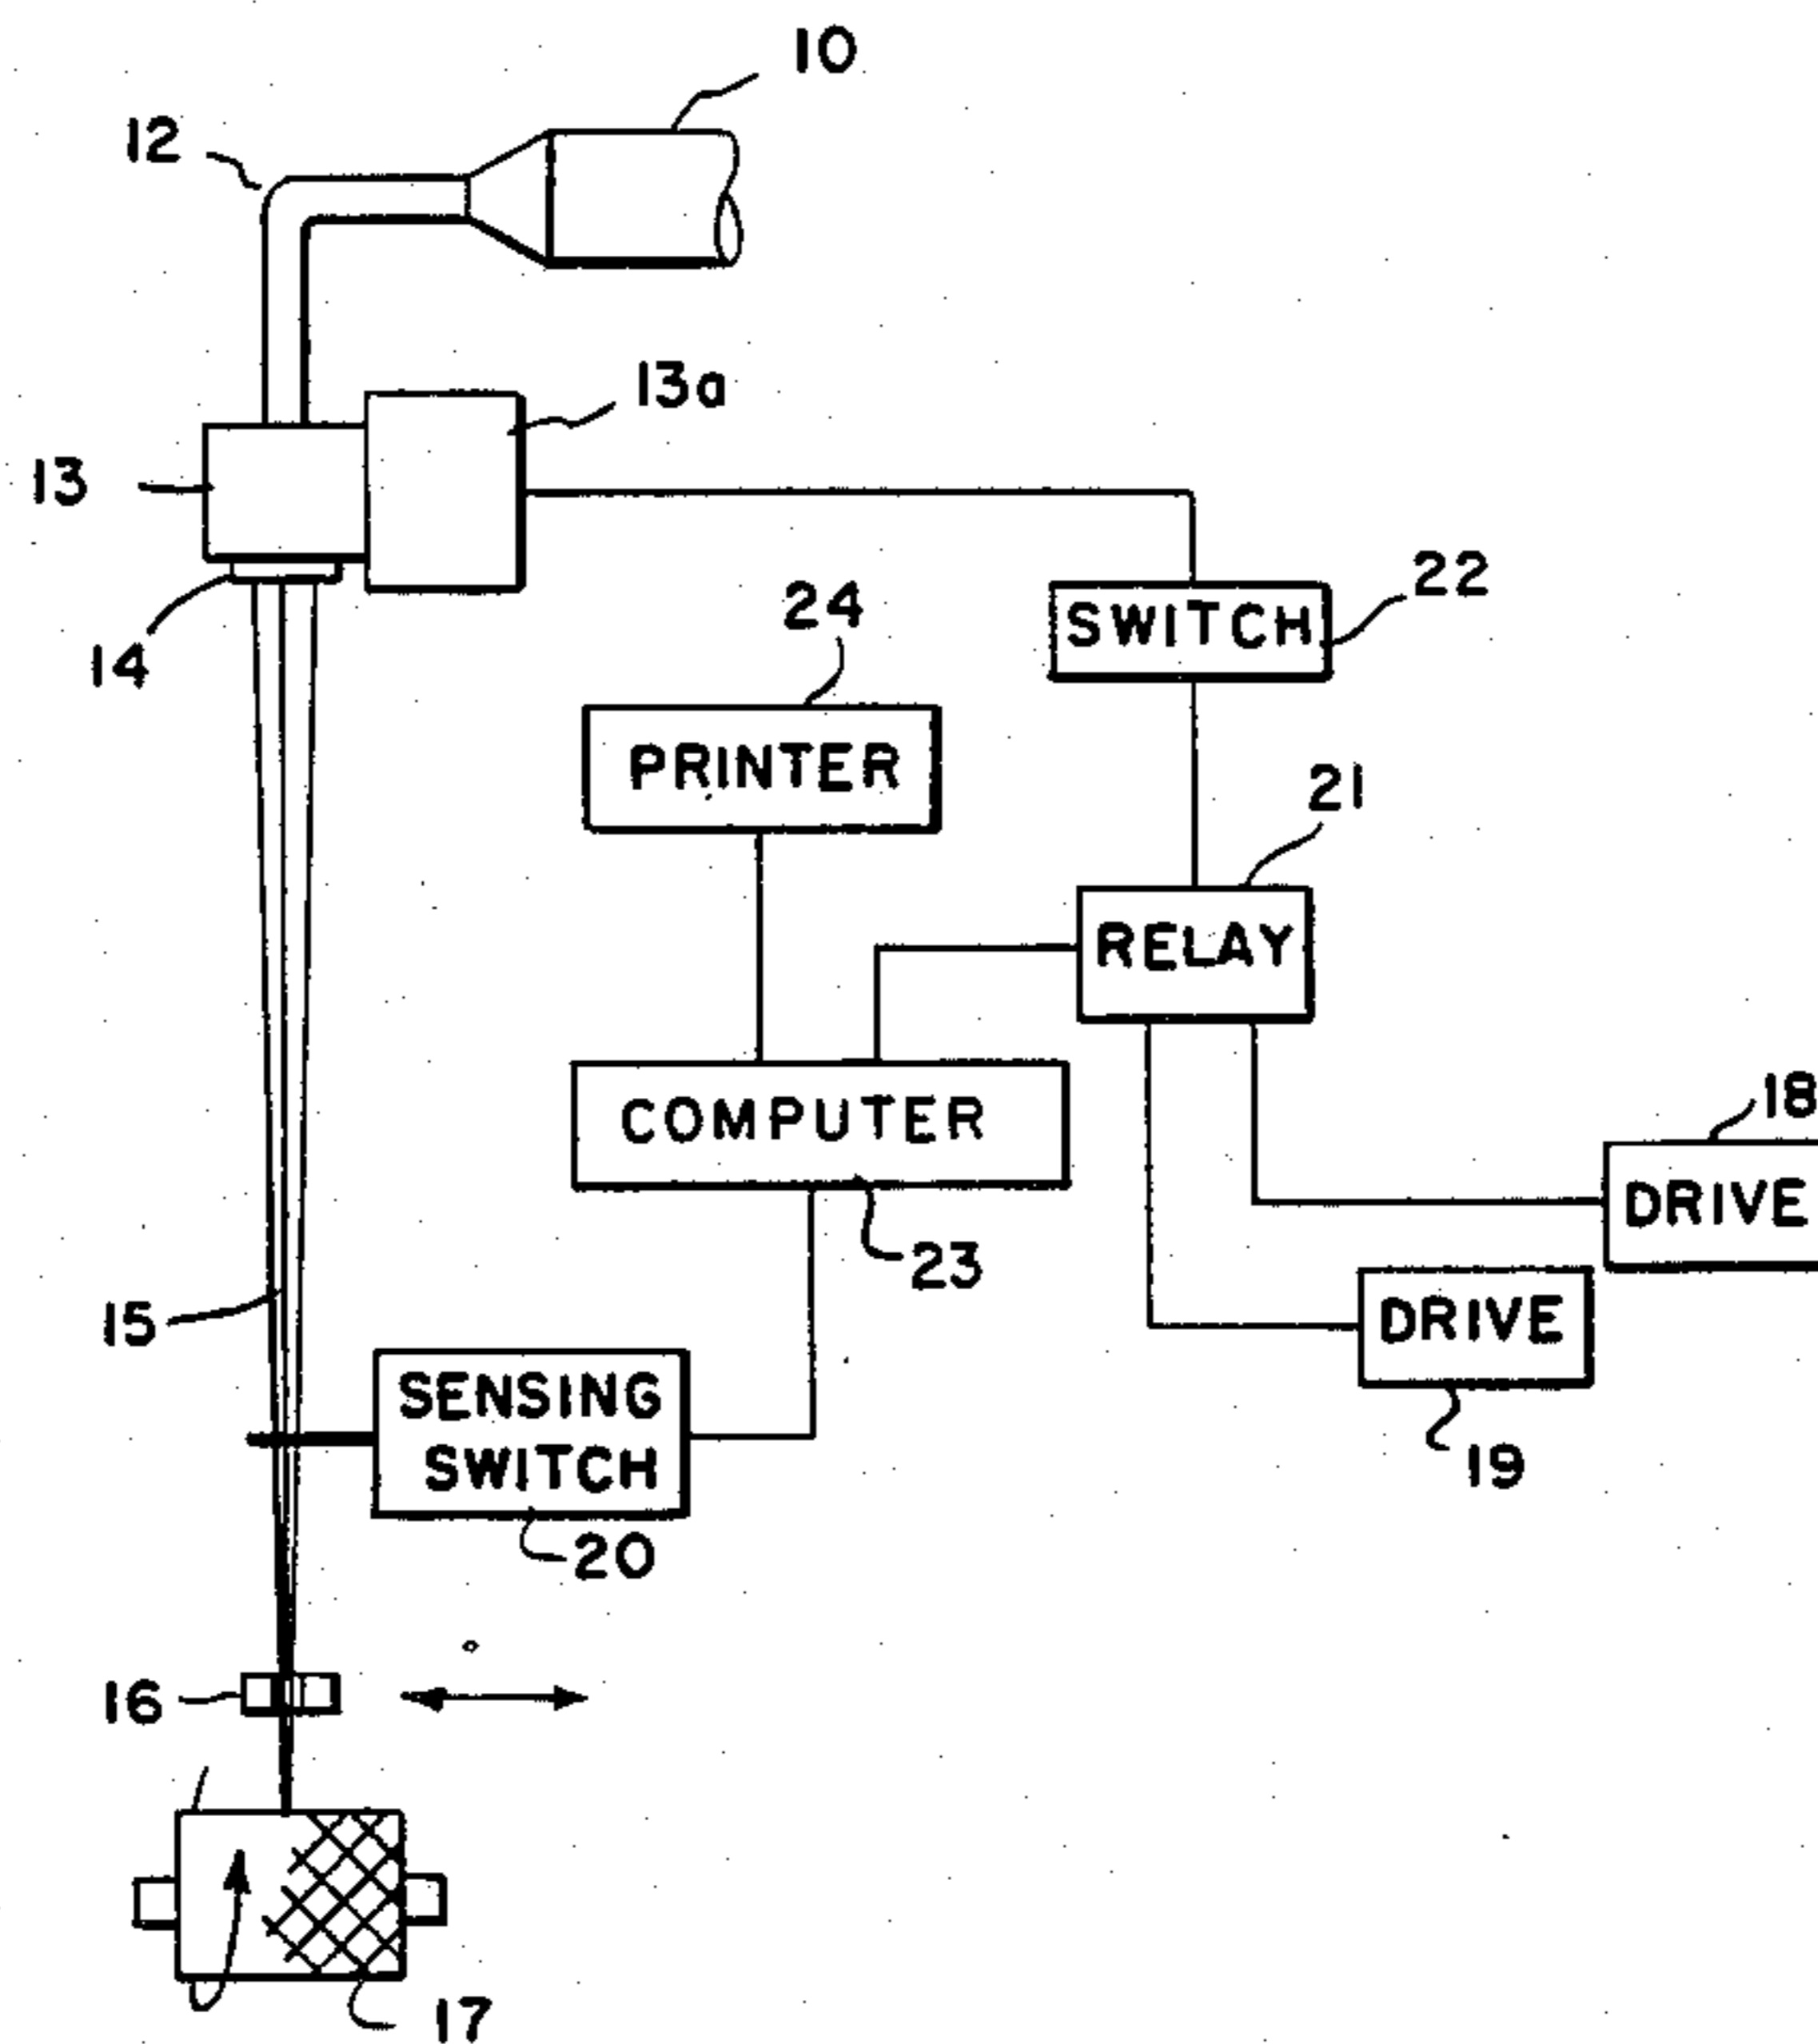 10
12
13a
13
14
22
SWITCH
24
PRINTER
21
RELAY
COMPUTER
23
18
DRIVE
DRIVE
19
15
SENSING
SWITCH
20
16
17